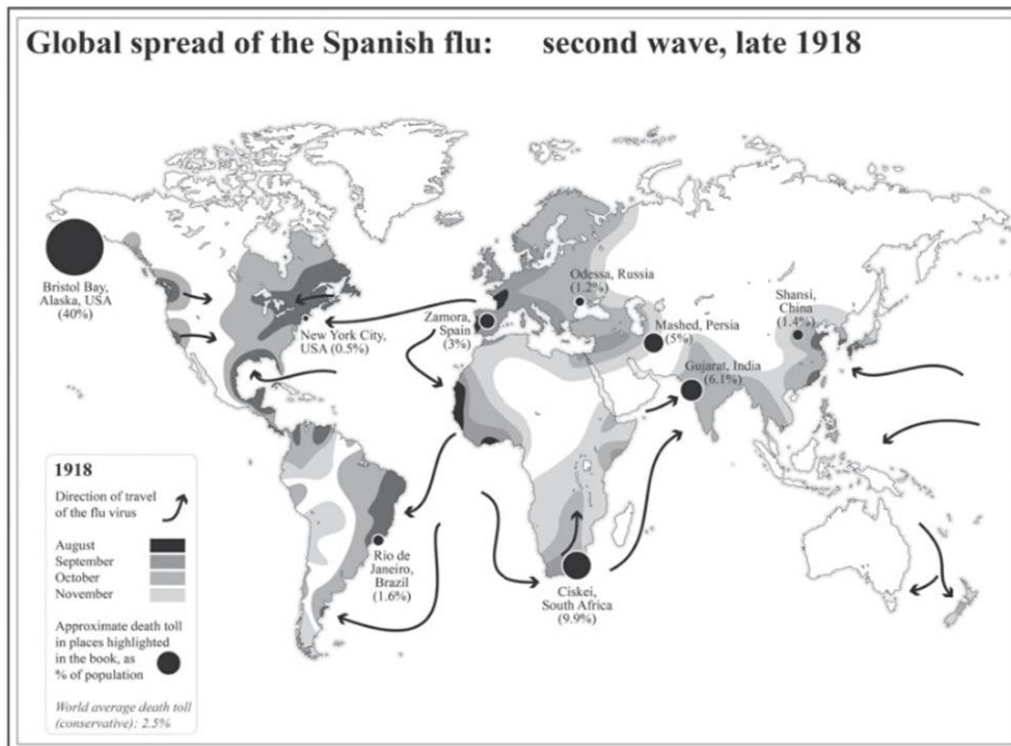 Global spread of the Spanish flu: second wave, late 1918
Bristol Bay,
Alaska, USA
(40%)
New York City,
USA (0.5%)
Zamora,
Spain
(3%)
Odessa, Russia
(1.2%)
Mashed, Persia
(5%)
Gujarat, India
(6.1%)
Shansi,
China
(1.4%)
Rio de
Janeiro,
Brazil
(1.6%)
Ciskei,
South Africa
(9.9%)
1918
Direction of travel
of the flu virus
August
September
October
November
Approximate death toll
in places highlighted
in the book, as
% of population
World average death toll
(conservative): 2.5%